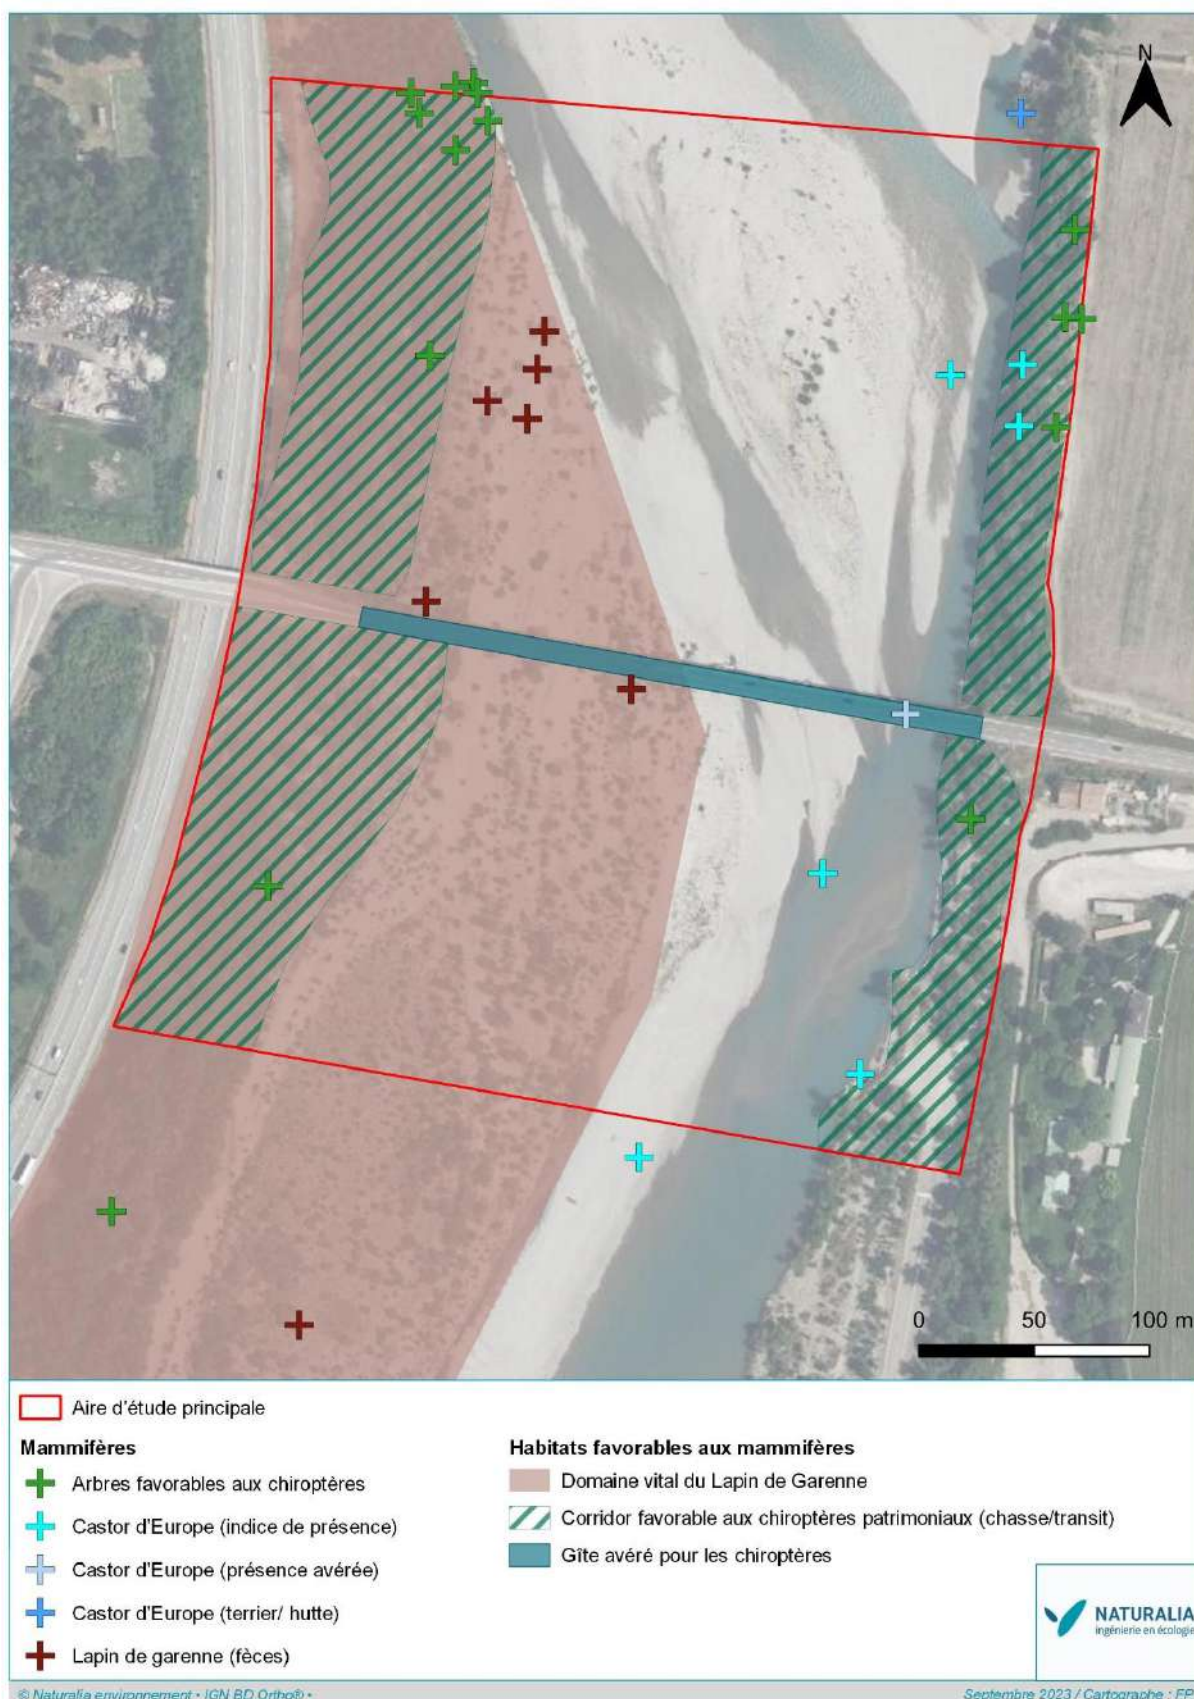 N
0 50 100 m
Aire d'étude principale
Mammifères
Arbres favorables aux chiroptères
Castor d'Europe (indice de présence)
Castor d'Europe (présence avérée)
Castor d'Europe (terrier/ hutte)
Lapin de garenne (fèces)
Habitats favorables aux mammifères
Domaine vital du Lapin de Garenne
Corridor favorable aux chiroptères patrimoniaux (chasse/transit)
Gîte avéré pour les chiroptères
NATURALIA
ingénierie en écologie
© Naturalia environnement • IGN BD Ortho® •
Septembre 2023 / Cartographe : FP